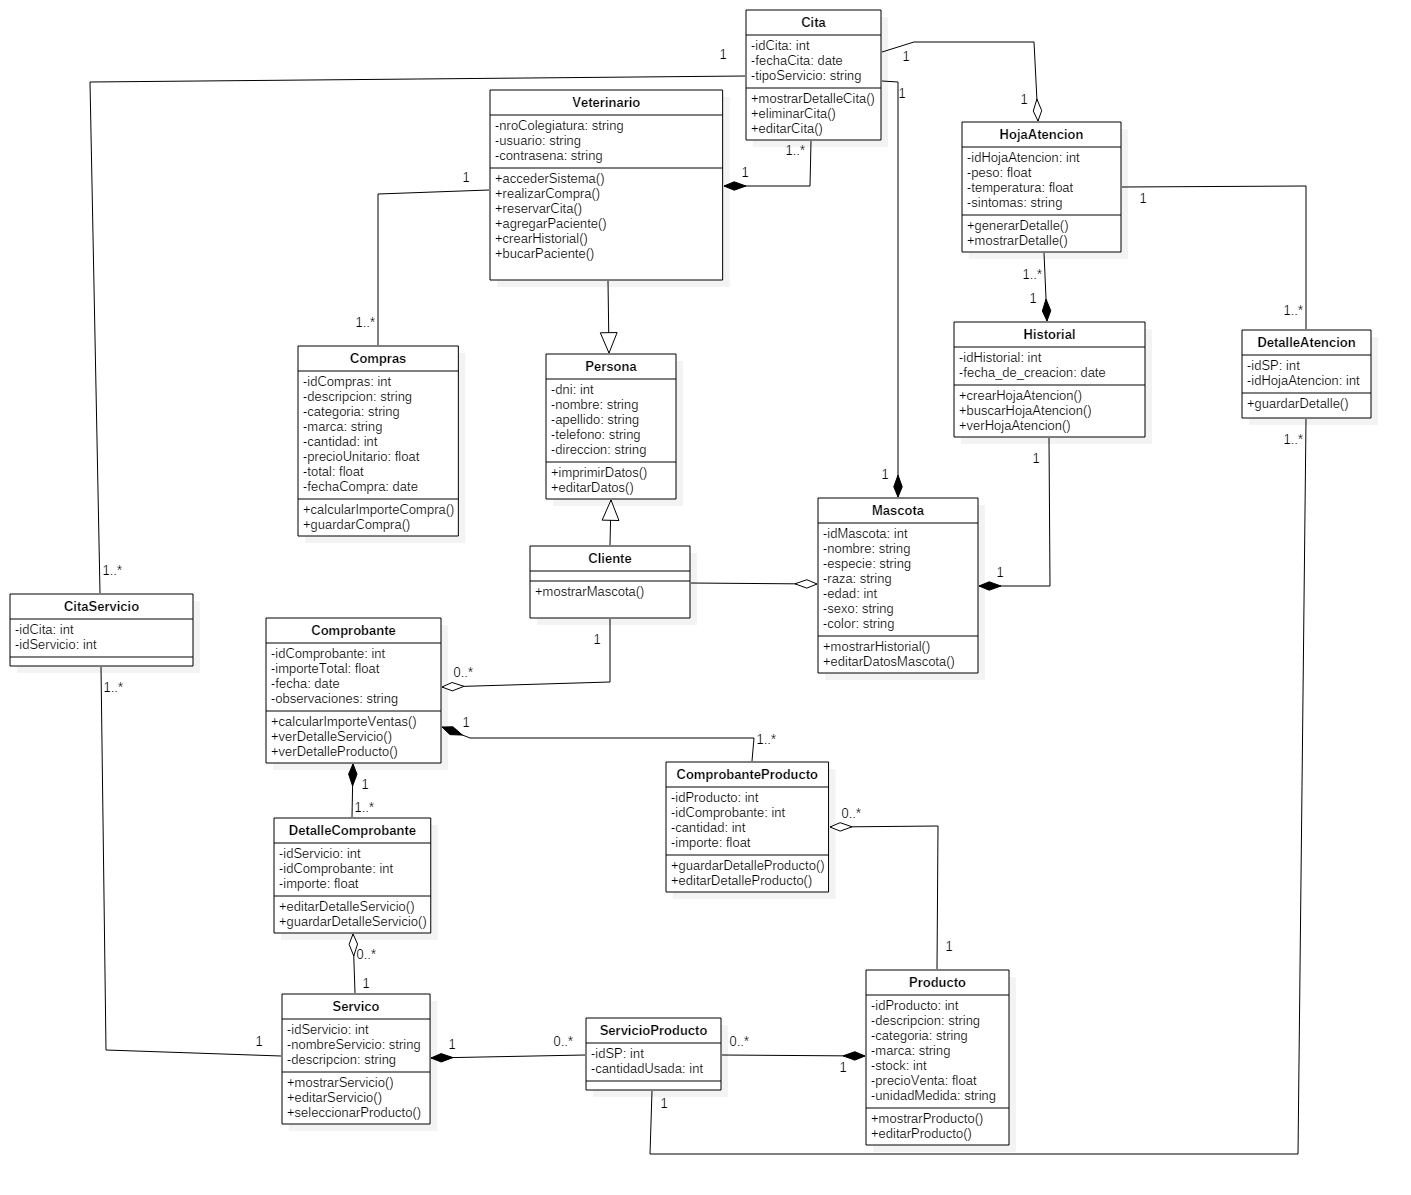 Cita
-idCita: int
-fechaCita: date
-tipoServicio: string
+mostrarDetalleCita()
+eliminarCita()
+editarCita()
1
1
1
1..*
1
1
Veterinario
-nroColegiatura: string
-usuario: string
-contrasena: string
+accederSistema()
+realizarCompra()
+reservarCita()
+agregarPaciente()
+crearHistorial()
+bucarPaciente()
1
1..*
HojaAtencion
-idHojaAtencion: int
-peso: float
-temperatura: float
-sintomas: string
+generarDetalle()
+mostrarDetalle()
1
1..*
1..*
1
Historial
-idHistorial: int
-fecha_de_creacion: date
+crearHojaAtencion()
+buscarHojaAtencion()
+verHojaAtencion()
1
1
DetalleAtencion
-idSP: int
-idHojaAtencion: int
+guardarDetalle()
1..*
Compras
-idCompras: int
-descripcion: string
-categoria: string
-marca: string
-cantidad: int
-precioUnitario: float
-total: float
-fechaCompra: date
+calcularImporteCompra()
+guardarCompra()
Persona
-dni: int
-nombre: string
-apellido: string
-telefono: string
-direccion: string
+imprimirDatos()
+editarDatos()
1
Mascota
-idMascota: int
-nombre: string
-especie: string
-raza: string
-edad: int
-sexo: string
-color: string
+mostrarHistorial()
+editarDatosMascota()
Cliente
+mostrarMascota()
1
0..*
1..*
CitaServicio
-idCita: int
-idServicio: int
1..*
1
Comprobante
-idComprobante: int
-importeTotal: float
-fecha: date
-observaciones: string
+calcularImporteVentas()
+verDetalleServicio()
+verDetalleProducto()
1
1..*
1
1..*
ComprobanteProducto
-idProducto: int
-idComprobante: int
-cantidad: int
-importe: float
+guardarDetalleProducto()
+editarDetalleProducto()
0..*
1
DetalleComprobante
-idServicio: int
-idComprobante: int
-importe: float
+editarDetalleServicio()
+guardarDetalleServicio()
0..*
1
Servico
-idServicio: int
-nombreServicio: string
-descripcion: string
+mostrarServicio()
+editarServicio()
+seleccionarProducto()
1
0..*
ServicioProducto
-idSP: int
-cantidadUsada: int
0..*
1
1
Producto
-idProducto: int
-descripcion: string
-categoria: string
-marca: string
-stock: int
-precioVenta: float
-unidadMedida: string
+mostrarProducto()
+editarProducto()